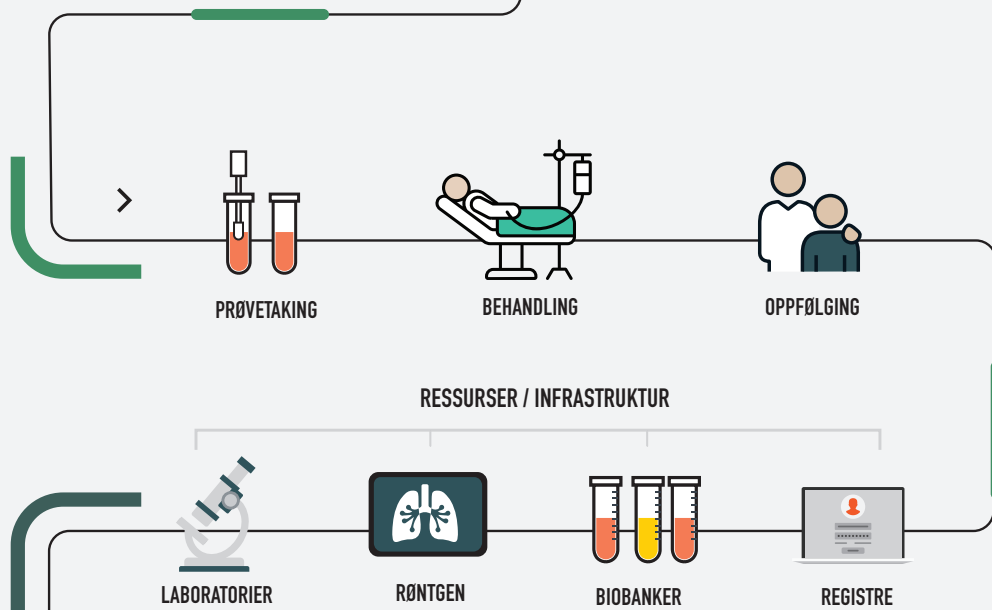 PRØVETAKING
BEHANDLING
OPPFØLGING
RESSURSER / INFRASTRUKTUR
LABORATORIER
RØNTGEN
BIOBANKER
REGISTRE